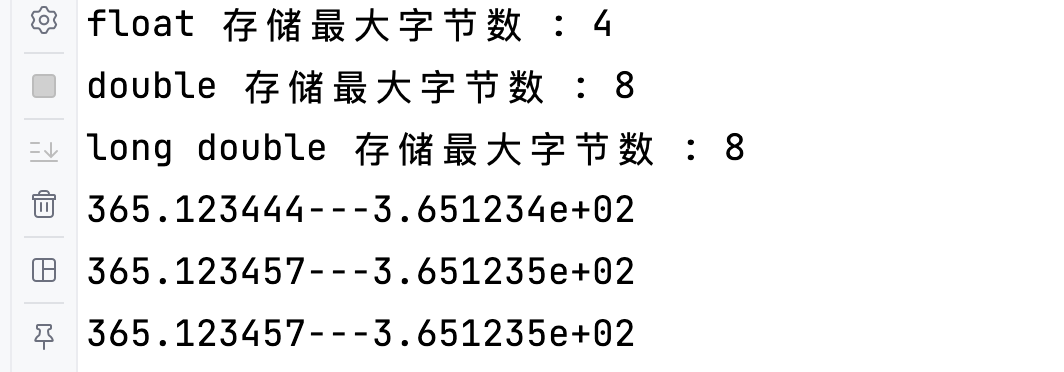 float 存储最大字节数 : 4
double 存储最大字节数 : 8
long double 存储最大字节数 : 8
365.123444---3.651234e+02
365.123457---3.651235e+02
365.123457---3.651235e+02